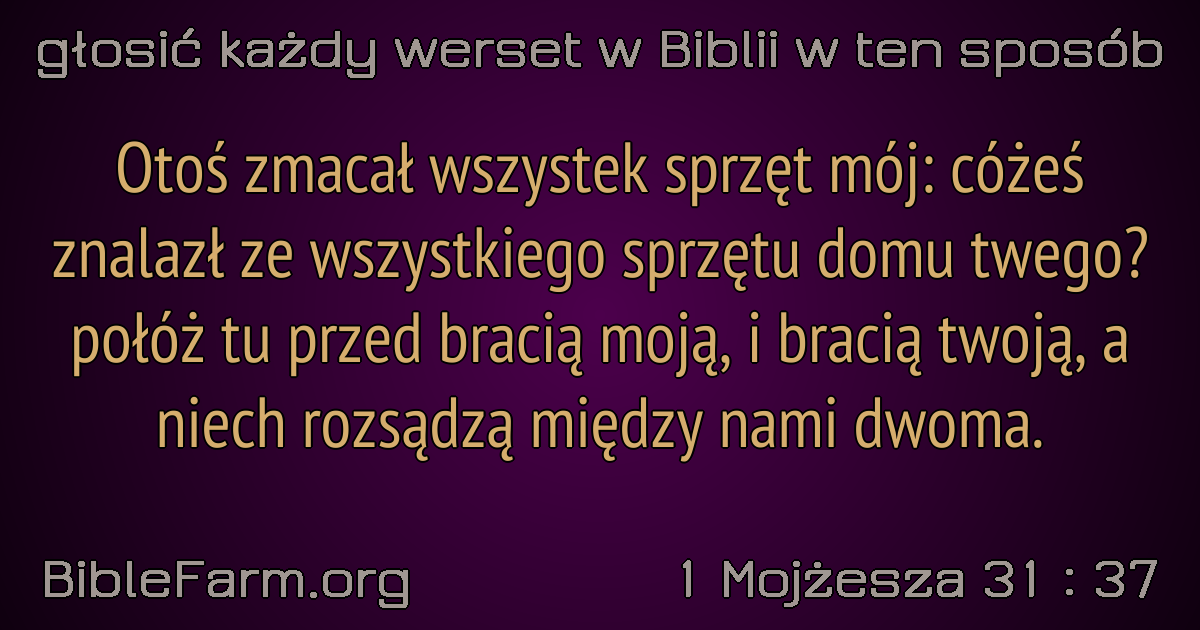 głosić każdy werset w Biblii w ten sposób
Otoś zmacał wszystek sprzęt mój: cóżeś
znalazł ze wszystkiego sprzętu domu twego?
połóż tu przed bracią moją, i bracią twoją, a
niech rozsądzą między nami dwoma.
BibleFarm.org
1 Mojżesza 31 : 37